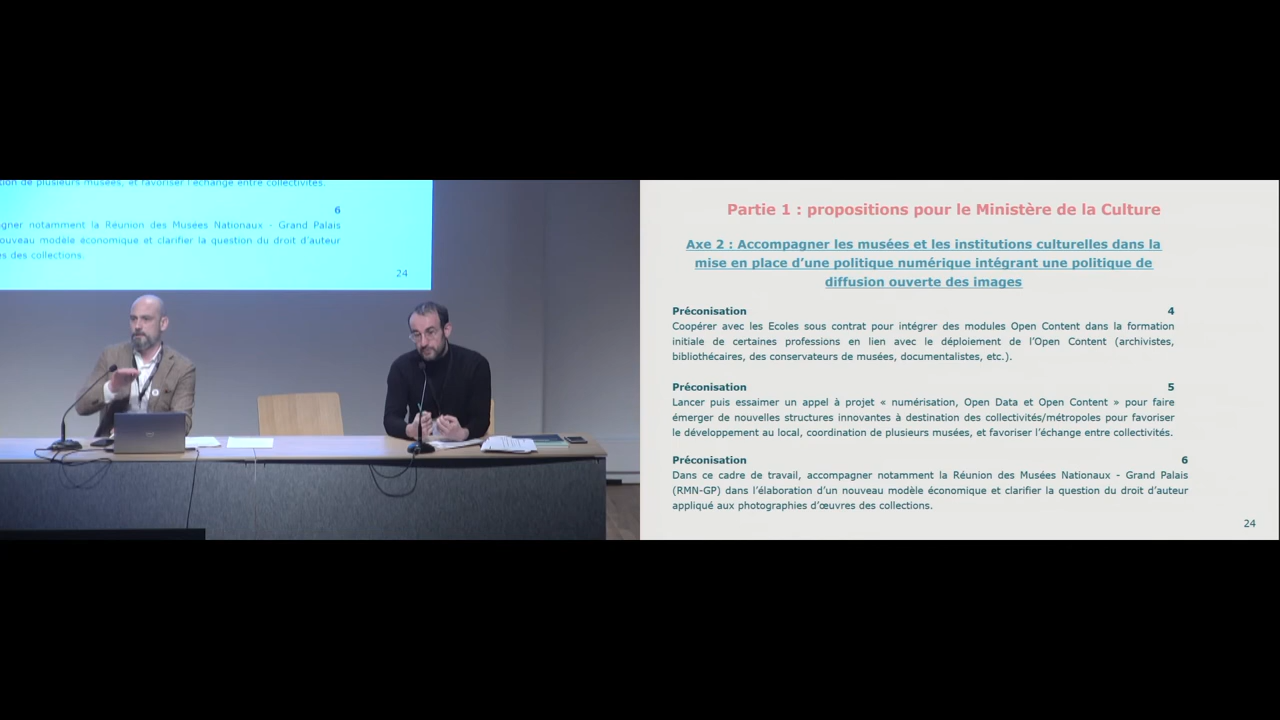 tion de plusieurs musées, et favoriser l'échange entre collectivités.
6
gner notamment la Réunion des Musées Nationaux - Grand Palais
ouveau modèle économique et clarifier la question du droit d'auteur
es des collections.
24
Partie 1 : propositions pour le Ministère de la Culture
Axe 2 : Accompagner les musées et les institutions culturelles dans la
mise en place d'une politique numérique intégrant une politique de
diffusion ouverte des images
Préconisation 4
Coopérer avec les Ecoles sous contrat pour intégrer des modules Open Content dans la formation
initiale de certaines professions en lien avec le déploiement de l'Open Content (archivistes,
bibliothécaires, des conservateurs de musées, documentalistes, etc.).
Préconisation 5
Lancer puis essaimer un appel à projet « numérisation, Open Data et Open Content » pour faire
émerger de nouvelles structures innovantes à destination des collectivités/métropoles pour favoriser
le développement au local, coordination de plusieurs musées, et favoriser l'échange entre collectivités.
Préconisation 6
Dans ce cadre de travail, accompagner notamment la Réunion des Musées Nationaux - Grand Palais
(RMN-GP) dans l'élaboration d'un nouveau modèle économique et clarifier la question du droit d'auteur
appliqué aux photographies d'œuvres des collections.
24